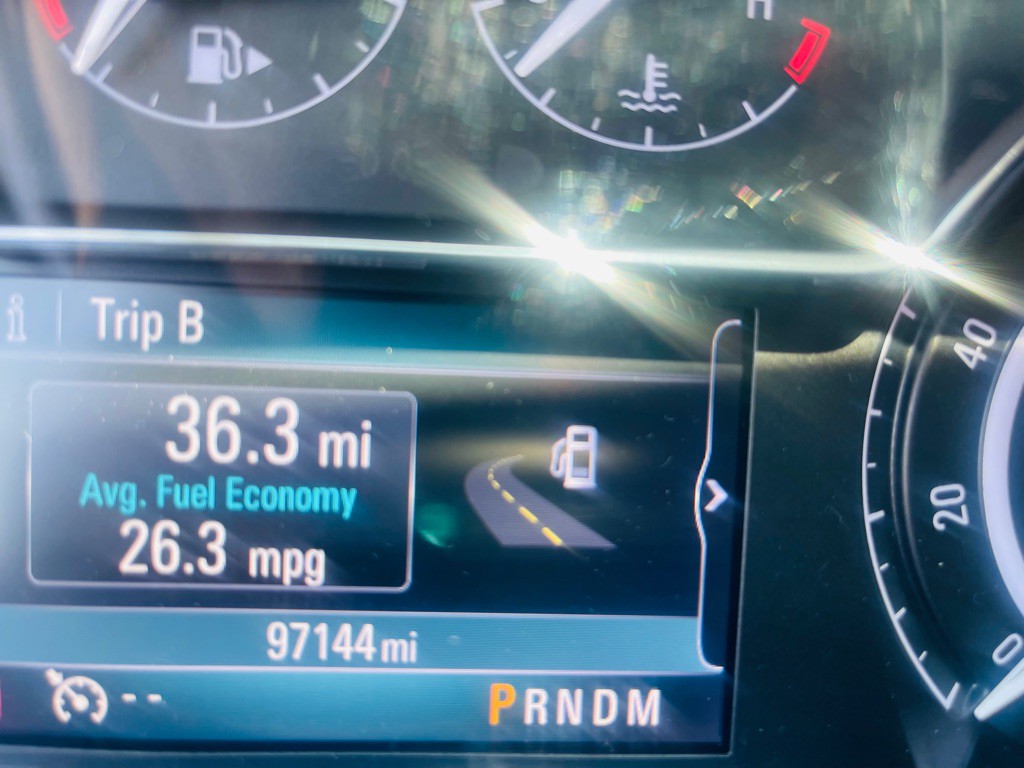 H
i Trip B
36.3 mi
Avg. Fuel Economy
26.3 mpg
97144 mi
--
PRNDM
40
20
0